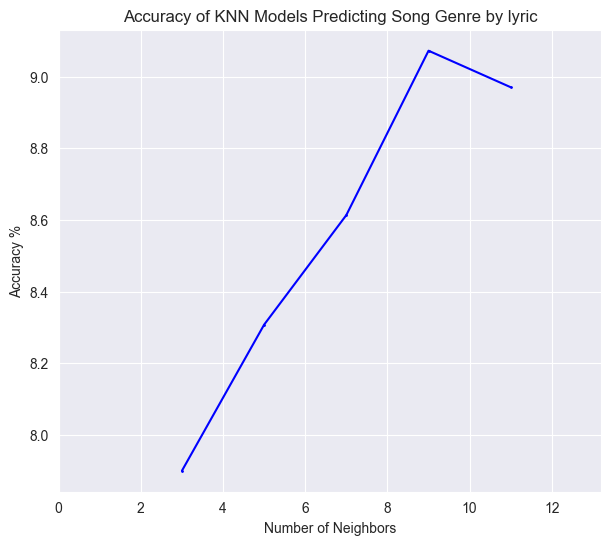 Accuracy of KNN Models Predicting Song Genre by lyric
9.0
8.8
8.6
8.4
8.2
8.0
Accuracy %
0 2 4 6 8 10 12
Number of Neighbors